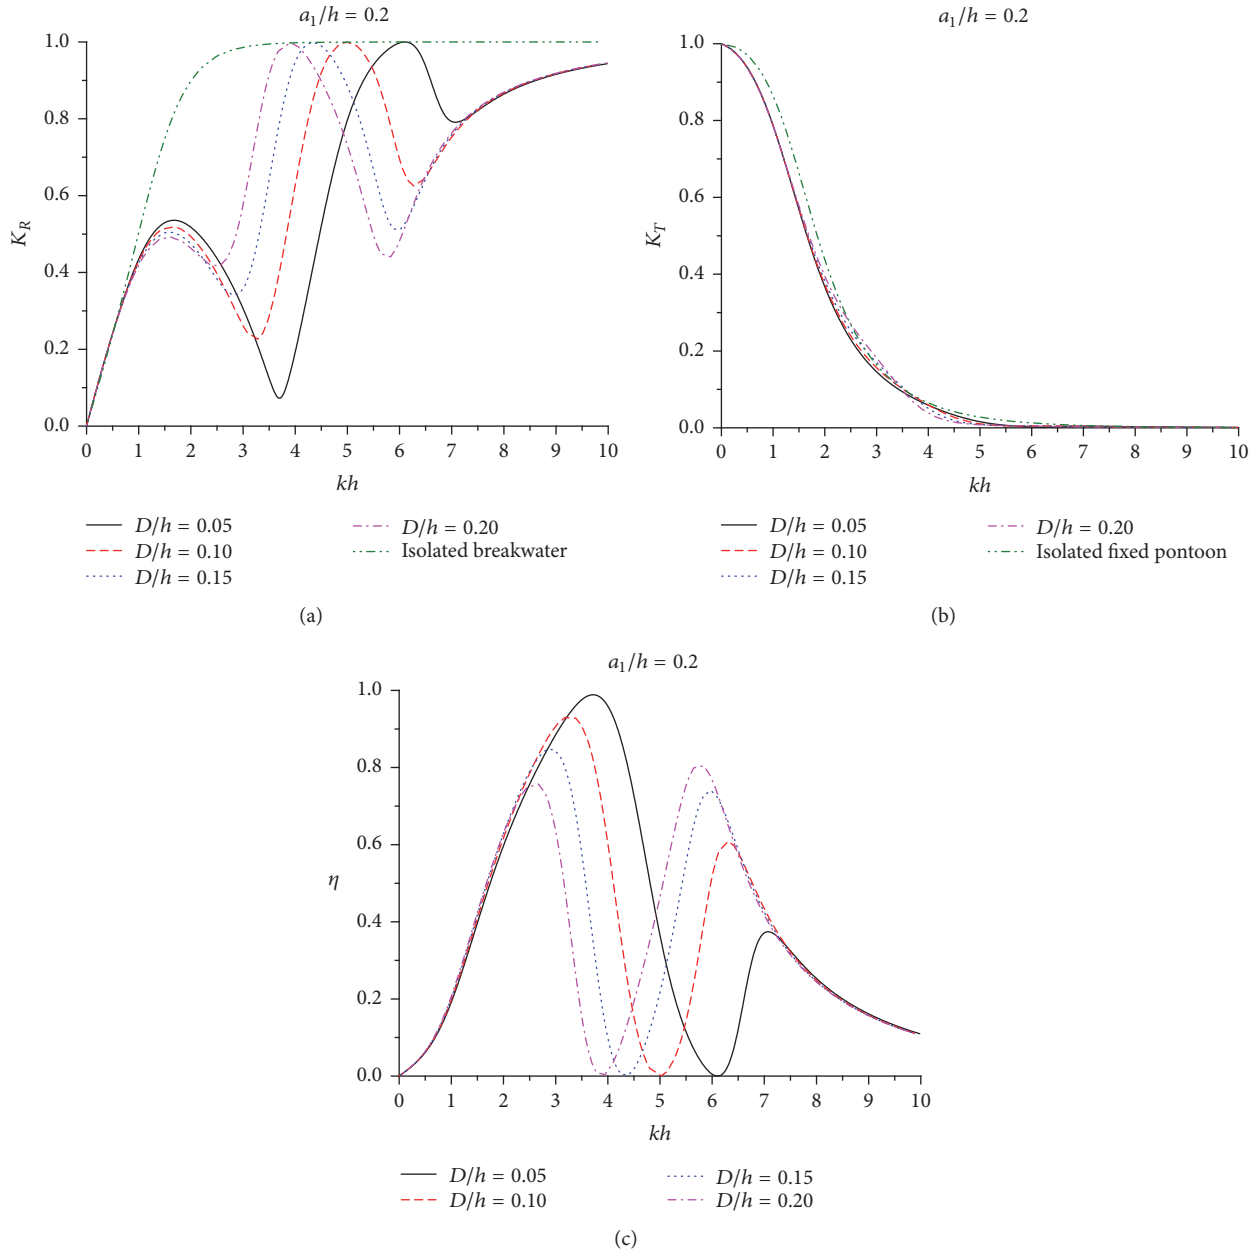 a1/h = 0.2
1.0
0.8
0.6
0.4
0.2
0.0
KR
0 1 2 3 4 5 6 7 8 9 10
kh
D/h = 0.05
D/h = 0.10
D/h = 0.15
D/h = 0.20
Isolated breakwater
(a)
a1/h = 0.2
1.0
0.8
0.6
0.4
0.2
0.0
KT
0 1 2 3 4 5 6 7 8 9 10
kh
D/h = 0.05
D/h = 0.10
D/h = 0.15
D/h = 0.20
Isolated fixed pontoon
(b)
a1/h = 0.2
1.0
0.8
0.6
0.4
0.2
0.0
η
0 1 2 3 4 5 6 7 8 9 10
kh
D/h = 0.05
D/h = 0.10
D/h = 0.15
D/h = 0.20
(c)